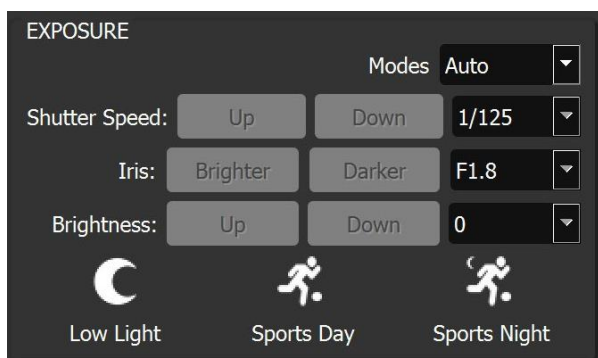 EXPOSURE
Modes Auto
Shutter Speed: Up Down 1/125
Iris: Brighter Darker F1.8
Brightness: Up Down 0
Low Light Sports Day Sports Night